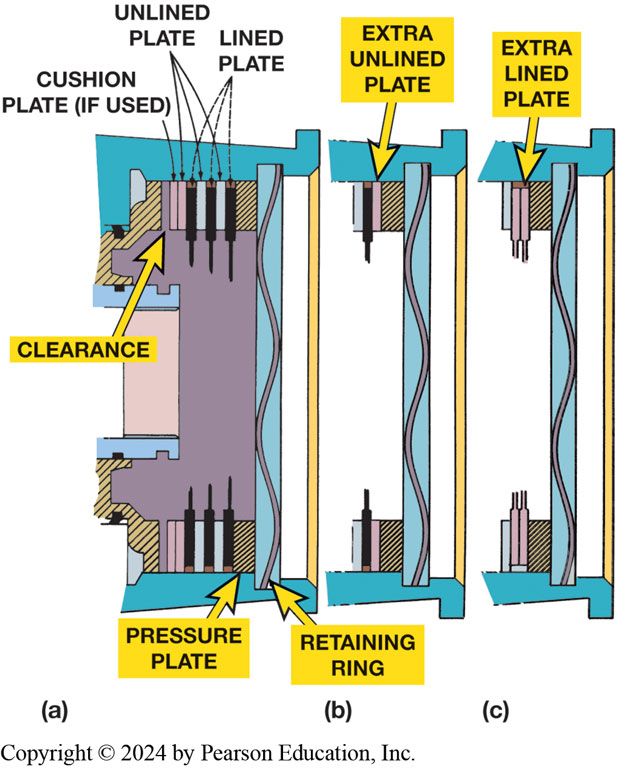 UNLINED
PLATE
LINED
PLATE
CUSHION
PLATE (IF USED)
EXTRA
UNLINED
PLATE
EXTRA
LINED
PLATE
CLEARANCE
PRESSURE
PLATE
RETAINING
RING
(a)
(b)
(c)
Copyright © 2024 by Pearson Education, Inc.